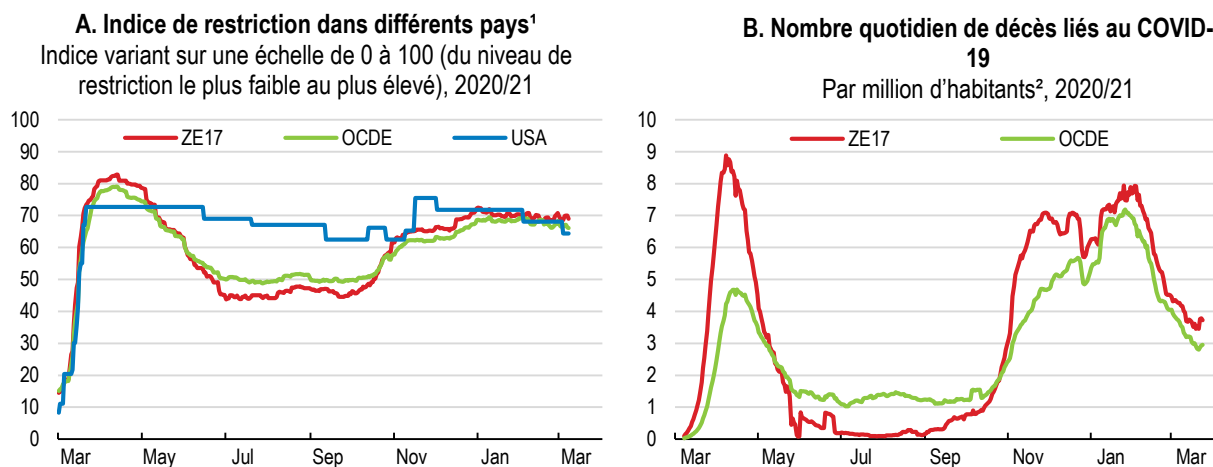 A. Indice de restriction dans différents pays¹
Indice variant sur une échelle de 0 à 100 (du niveau de
restriction le plus faible au plus élevé), 2020/21
ZE17 OCDE USA
100
90
80
70
60
50
40
30
20
10
0
Mar May Jul Sep Nov Jan Mar
B. Nombre quotidien de décès liés au COVID-
19
Par million d'habitants², 2020/21
ZE17 OCDE
10
9
8
7
6
5
4
3
2
1
0
Mar May Jul Sep Nov Jan Mar